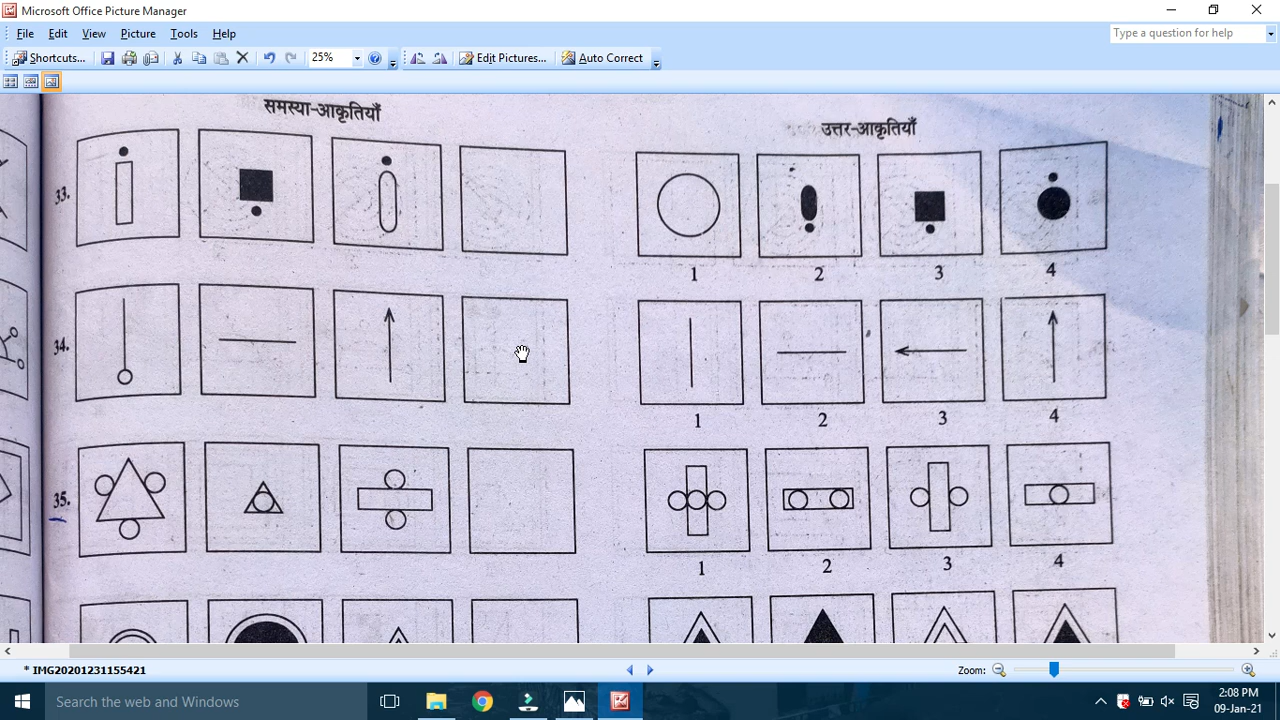 Microsoft Office Picture Manager
File Edit View Picture Tools Help
Type a question for help
Shortcuts... 25% Edit Pictures... Auto Correct
समस्या-आकृतियाँ
उत्तर-आकृतियाँ
33.
1 2 3 4
34.
1 2 3 4
35.
1 2 3 4
* IMG20201231155421
Zoom:
Search the web and Windows
2:08 PM
09-Jan-21